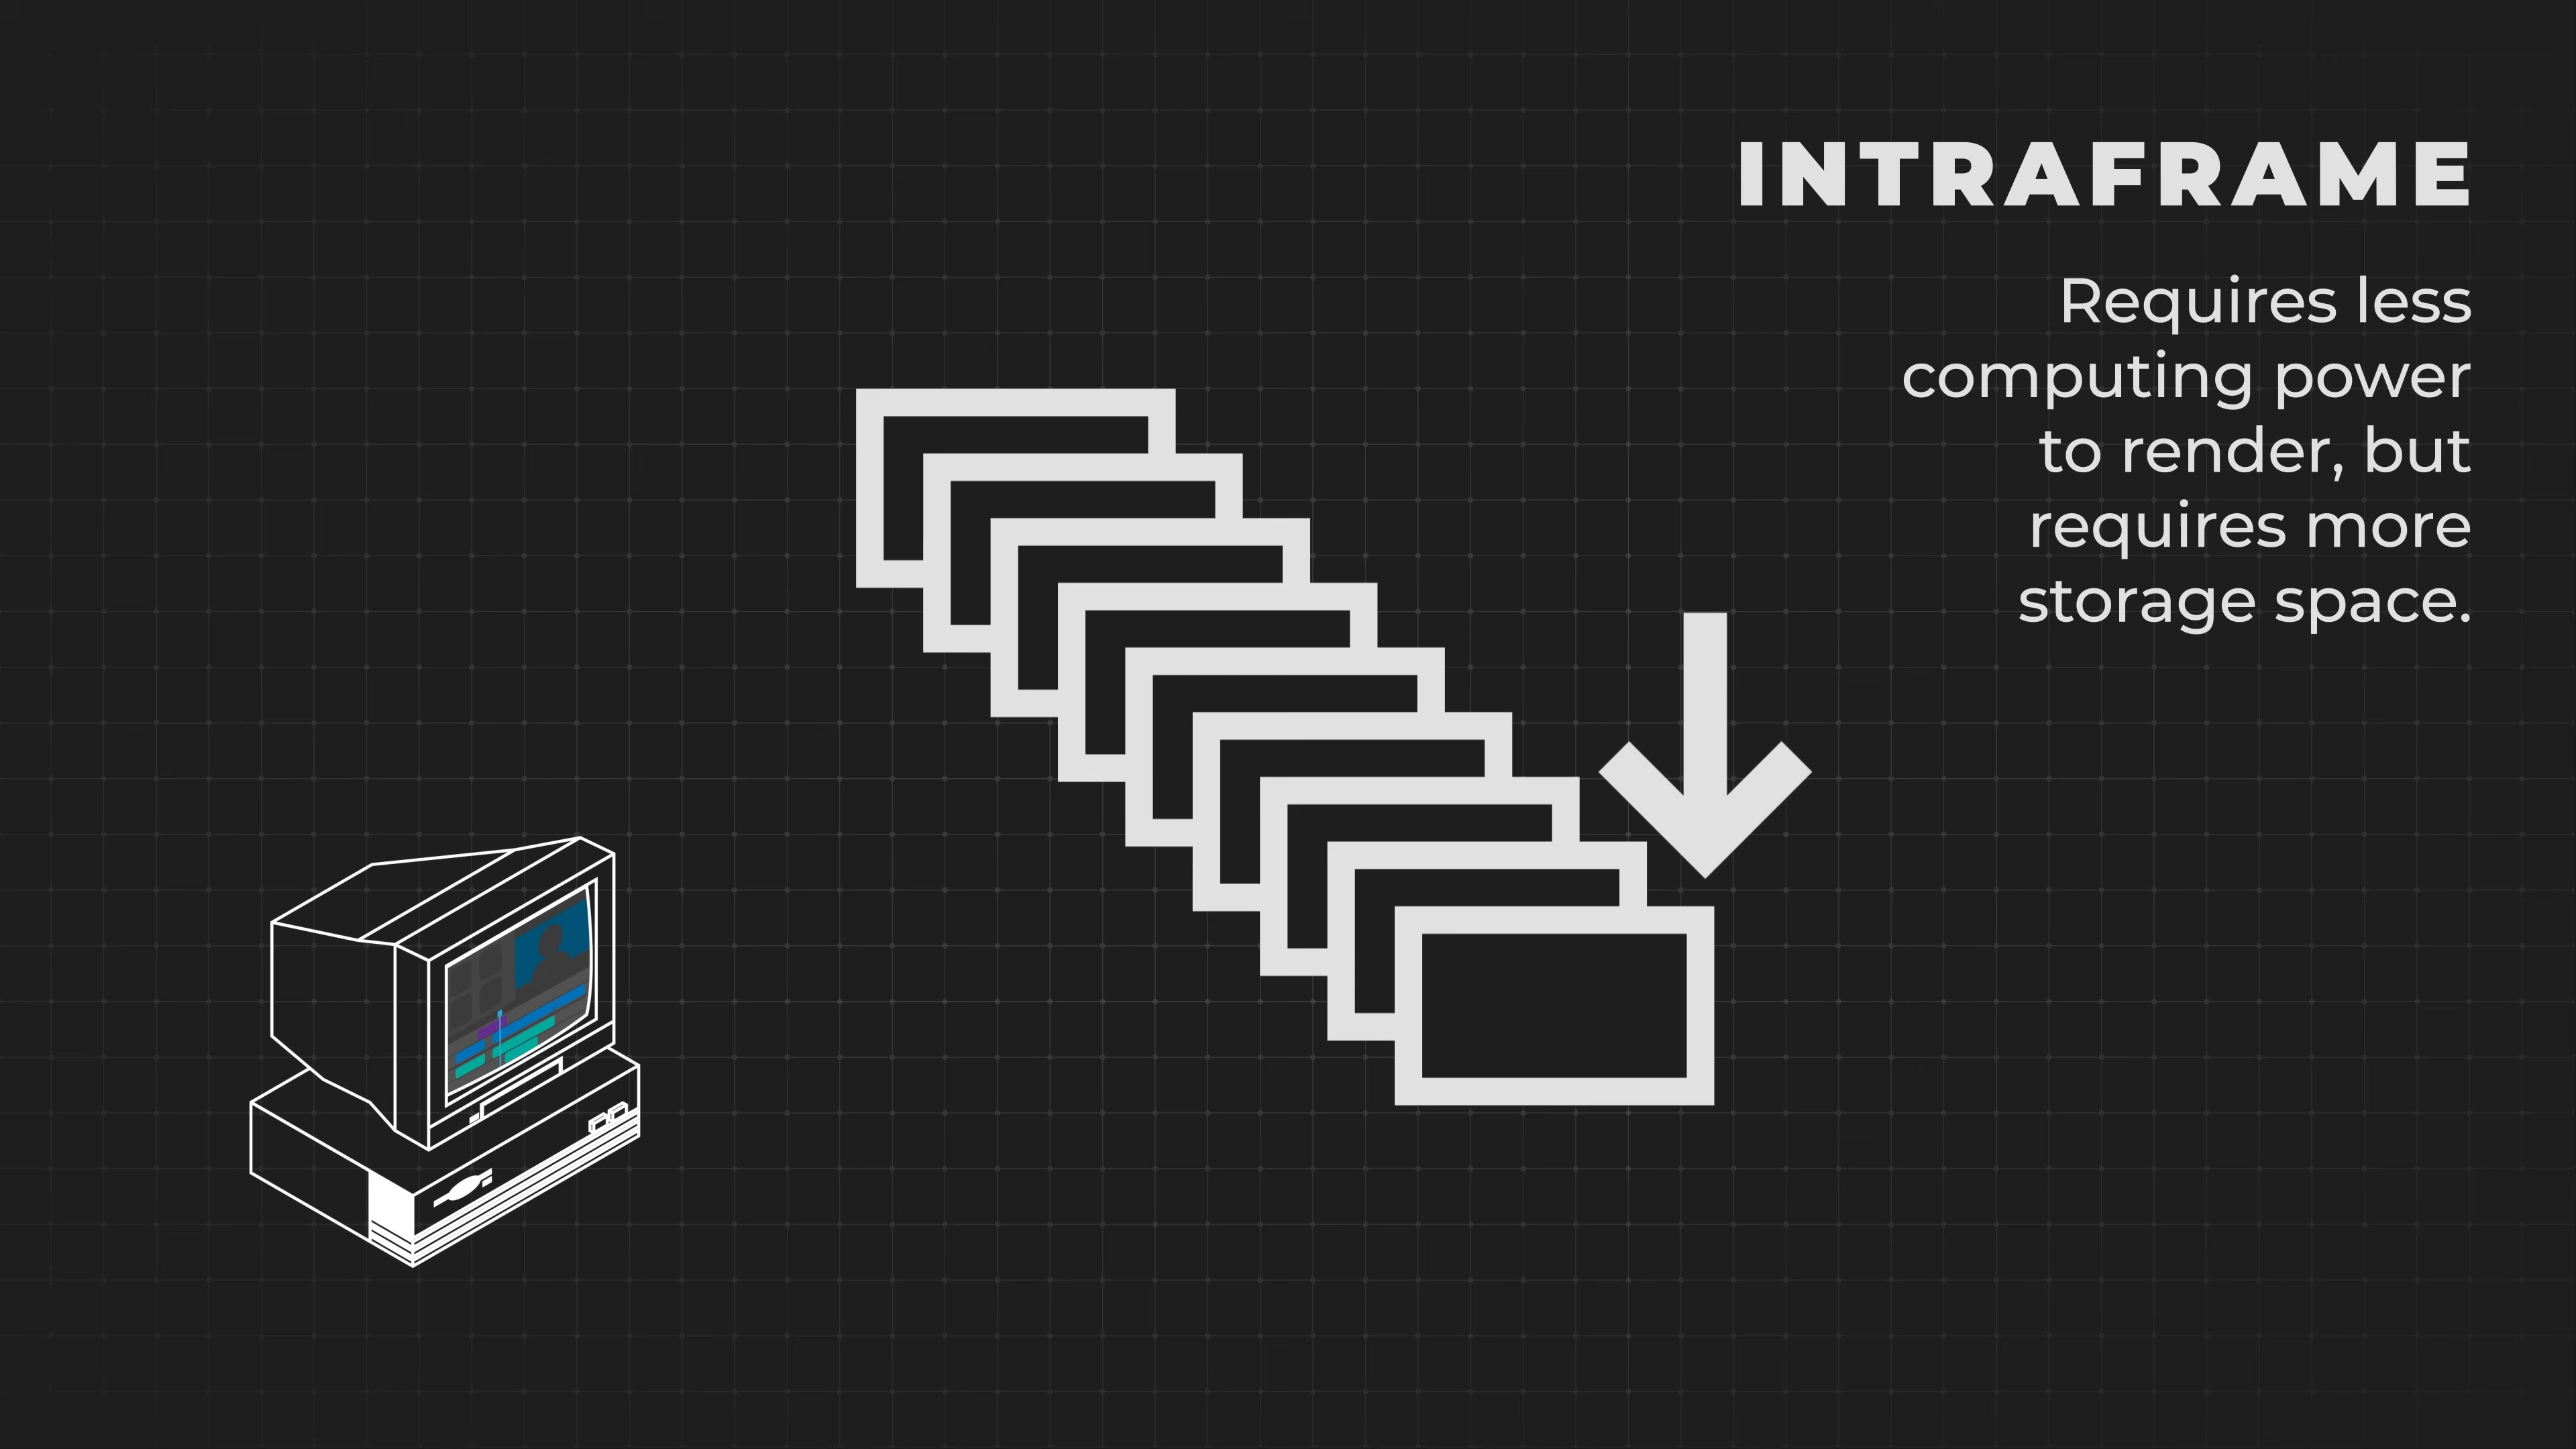 INTRAFRAME
Requires less
computing power
to render, but
requires more
storage space.